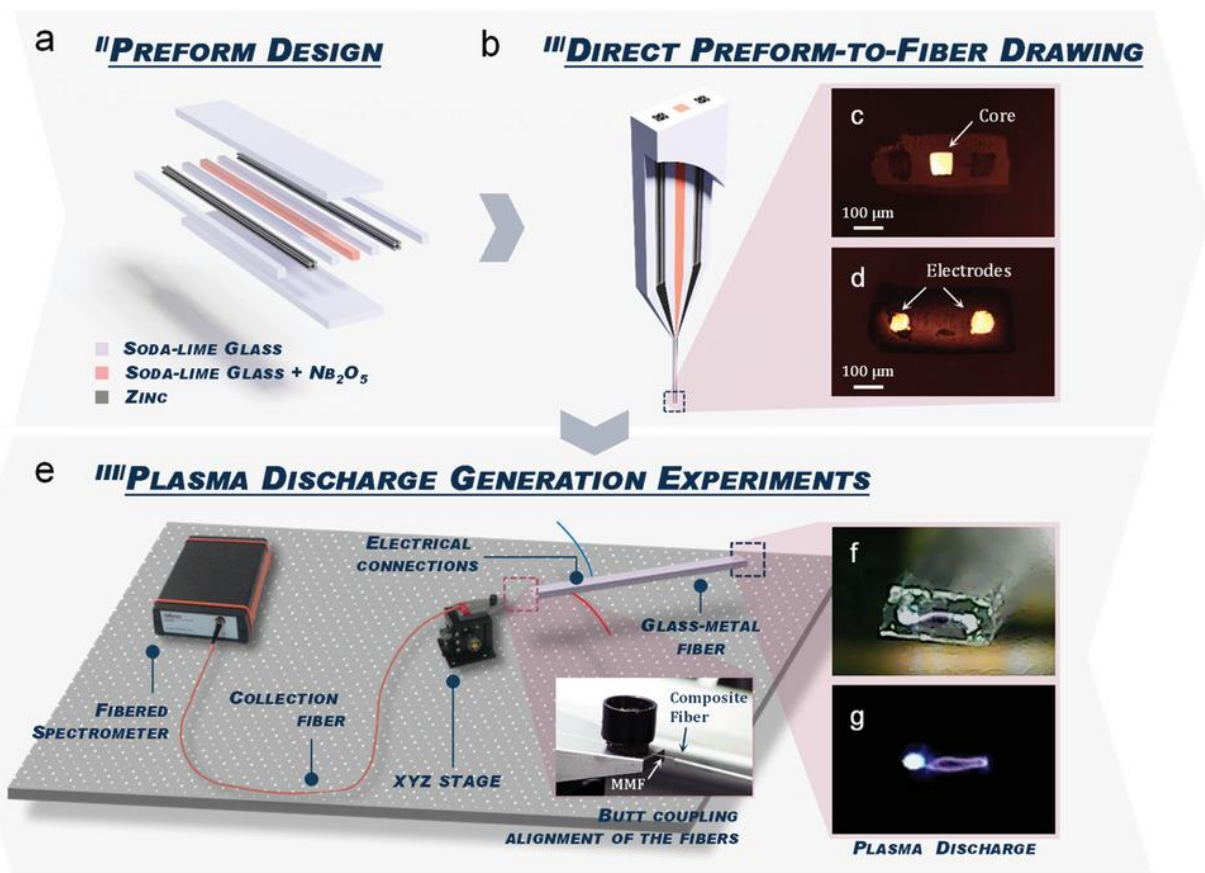 a
II/PREFORM DESIGN
SODA-LIME GLASS
SODA-LIME GLASS + NB2O5
ZINC
b
III/DIRECT PREFORM-TO-FIBER DRAWING
c
Core
100 µm
d
Electrodes
100 µm
e
IIII/PLASMA DISCHARGE GENERATION EXPERIMENTS
ELECTRICAL
CONNECTIONS
GLASS-METAL
FIBER
COLLECTION
FIBER
FIBERED
SPECTROMETER
XYZ STAGE
Composite
Fiber
MMF
BUTT COUPLING
ALIGNMENT OF THE FIBERS
f
g
PLASMA DISCHARGE